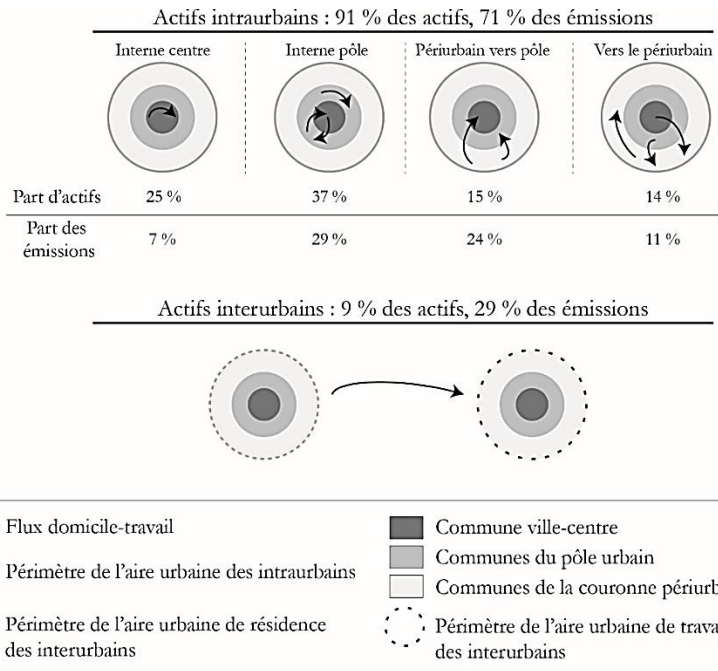 Actifs intraurbains : 91 % des actifs, 71 % des émissions
Interne centre Interne pôle Périurbain vers pôle Vers le périurbain
Part d'actifs 25 % 37 % 15 % 14 %
Part des
émissions 7 % 29 % 24 % 11 %
Actifs interurbains : 9 % des actifs, 29 % des émissions
Flux domicile-travail
Périmètre de l'aire urbaine des intraurbains
Périmètre de l'aire urbaine de résidence
des interurbains
Commune ville-centre
Communes du pôle urbain
Communes de la couronne périurb
Périmètre de l'aire urbaine de trava
des interurbains